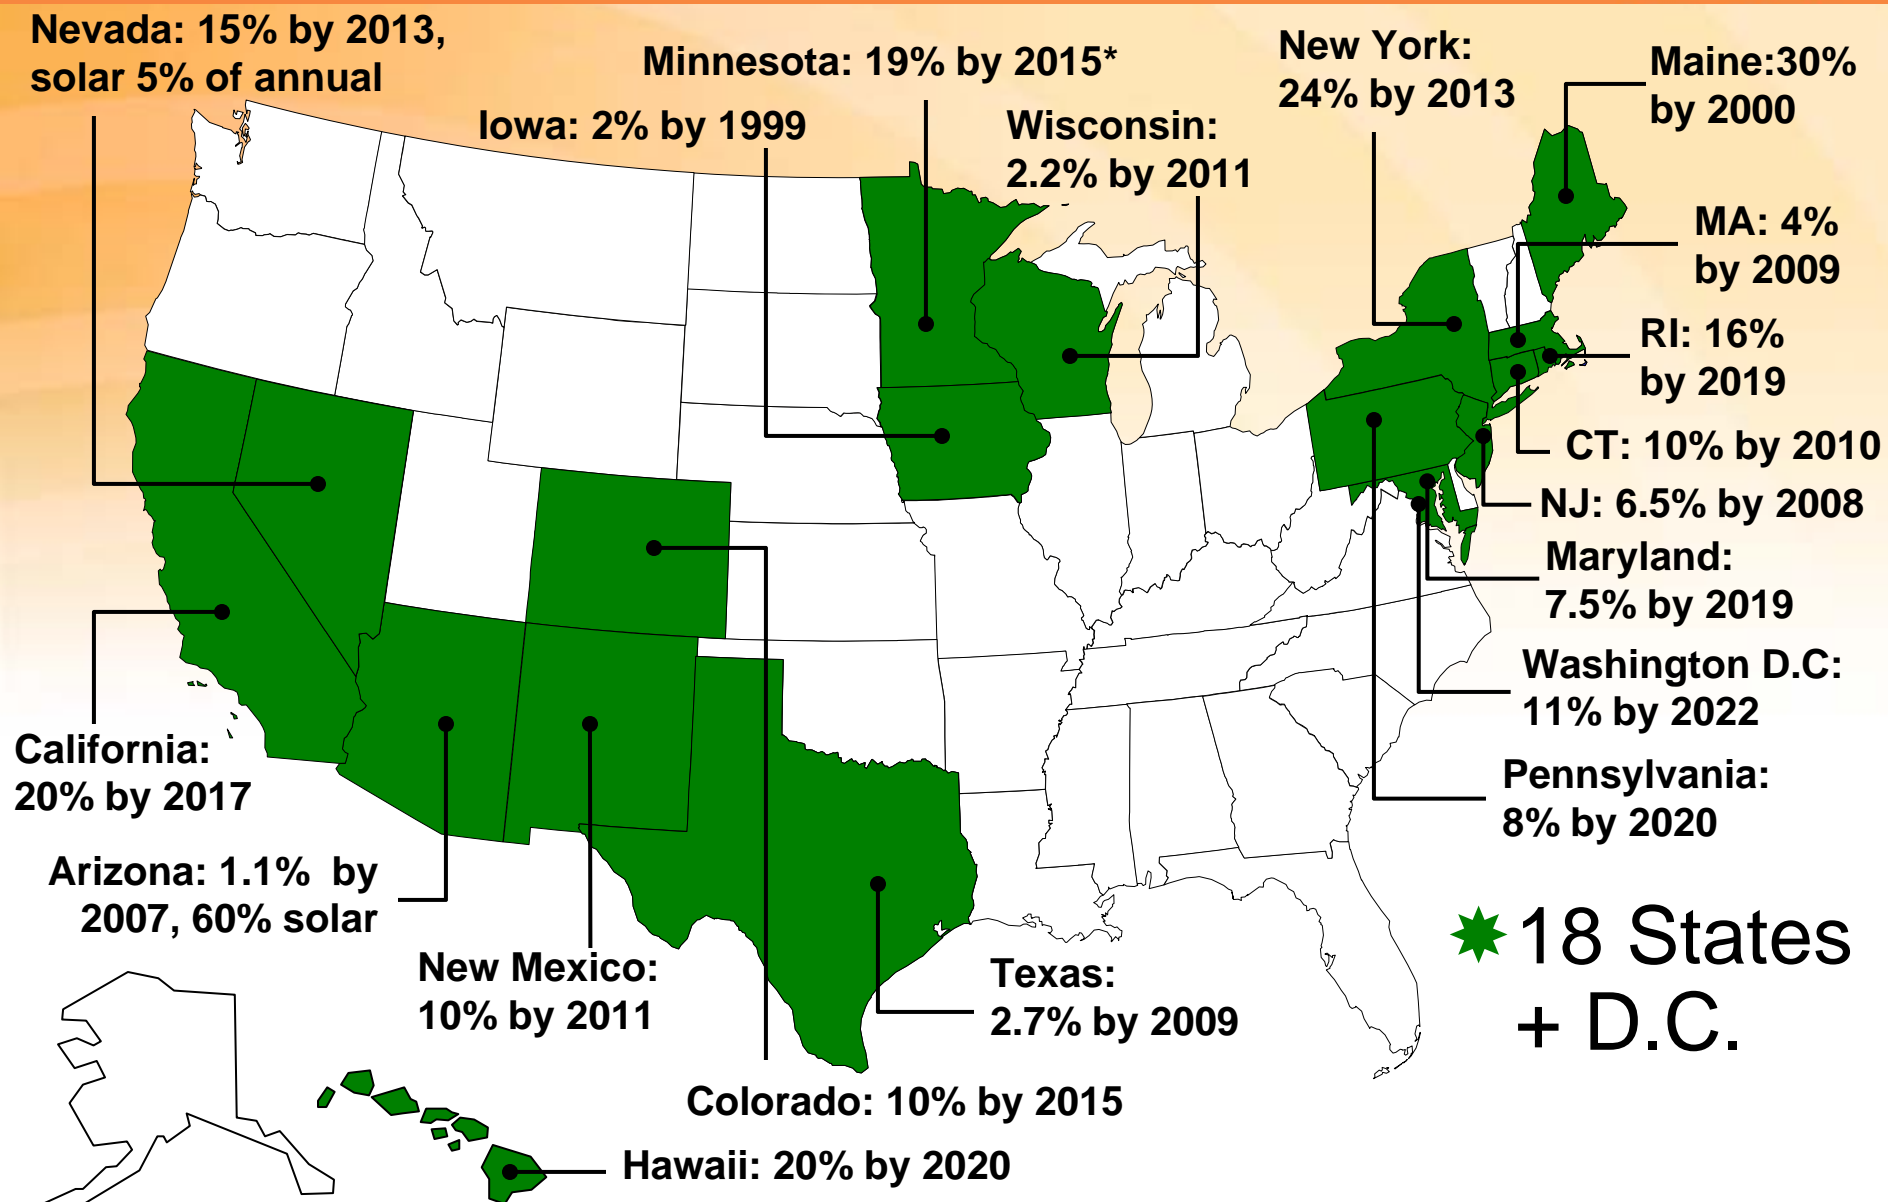 Nevada: 15% by 2013,
solar 5% of annual
Minnesota: 19% by 2015*
Iowa: 2% by 1999
Wisconsin:
2.2% by 2011
New York:
24% by 2013
Maine:30%
by 2000
MA: 4%
by 2009
RI: 16%
by 2019
CT: 10% by 2010
NJ: 6.5% by 2008
Maryland:
7.5% by 2019
Washington D.C:
11% by 2022
Pennsylvania:
8% by 2020
California:
20% by 2017
Arizona: 1.1% by
2007, 60% solar
New Mexico:
10% by 2011
Texas:
2.7% by 2009
Colorado: 10% by 2015
Hawaii: 20% by 2020
18 States
+ D.C.